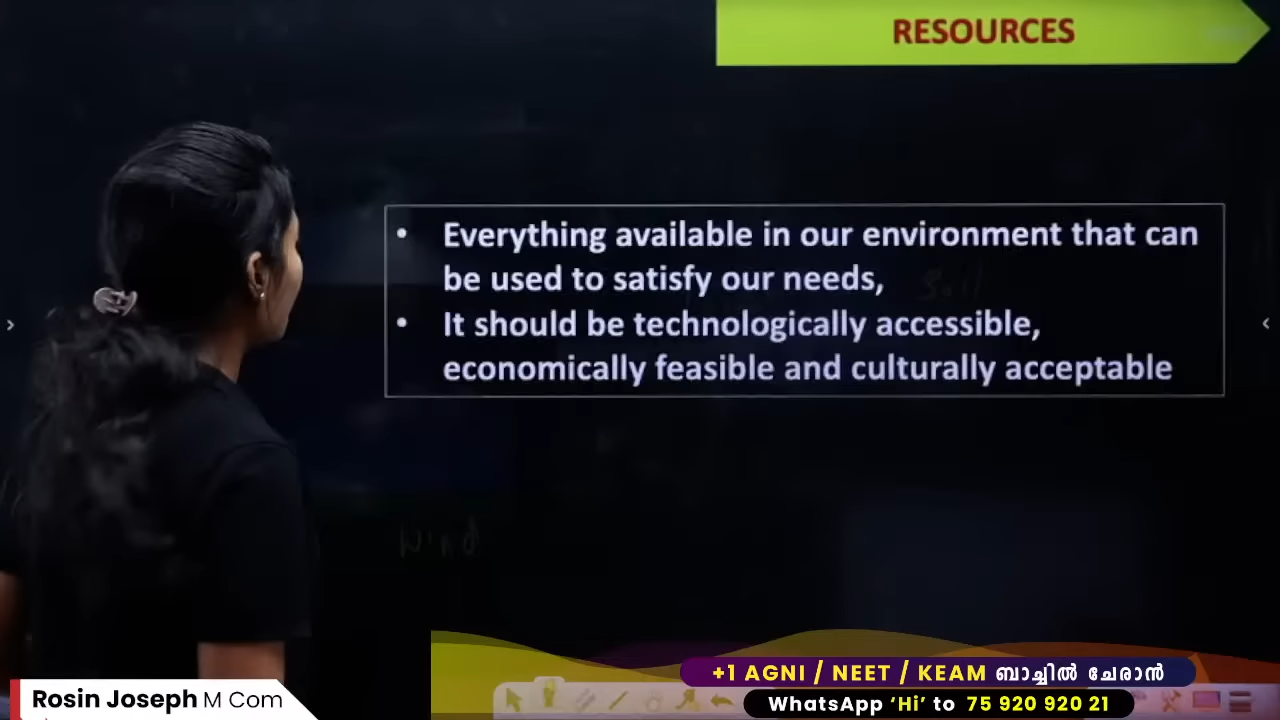 RESOURCES
• Everything available in our environment that can
be used to satisfy our needs,
• It should be technologically accessible,
economically feasible and culturally acceptable
Soil
Wind
+1 AGNI / NEET / KEAM ബാച്ചിൽ ചേരാൻ
Rosin Joseph M Com
WhatsApp ‘Hi’ to 75 920 920 21